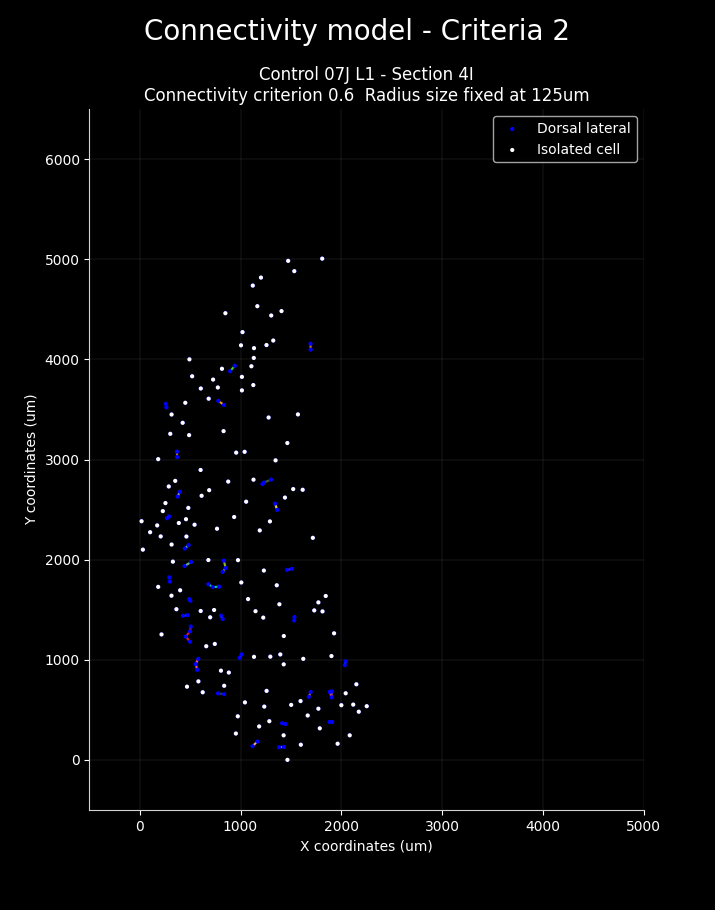 Connectivity model - Criteria 2
Control 07J L1 - Section 4I
Connectivity criterion 0.6  Radius size fixed at 125um
Dorsal lateral
Isolated cell
6000
5000
4000
3000
2000
1000
0
Y coordinates (um)
0 1000 2000 3000 4000 5000
X coordinates (um)